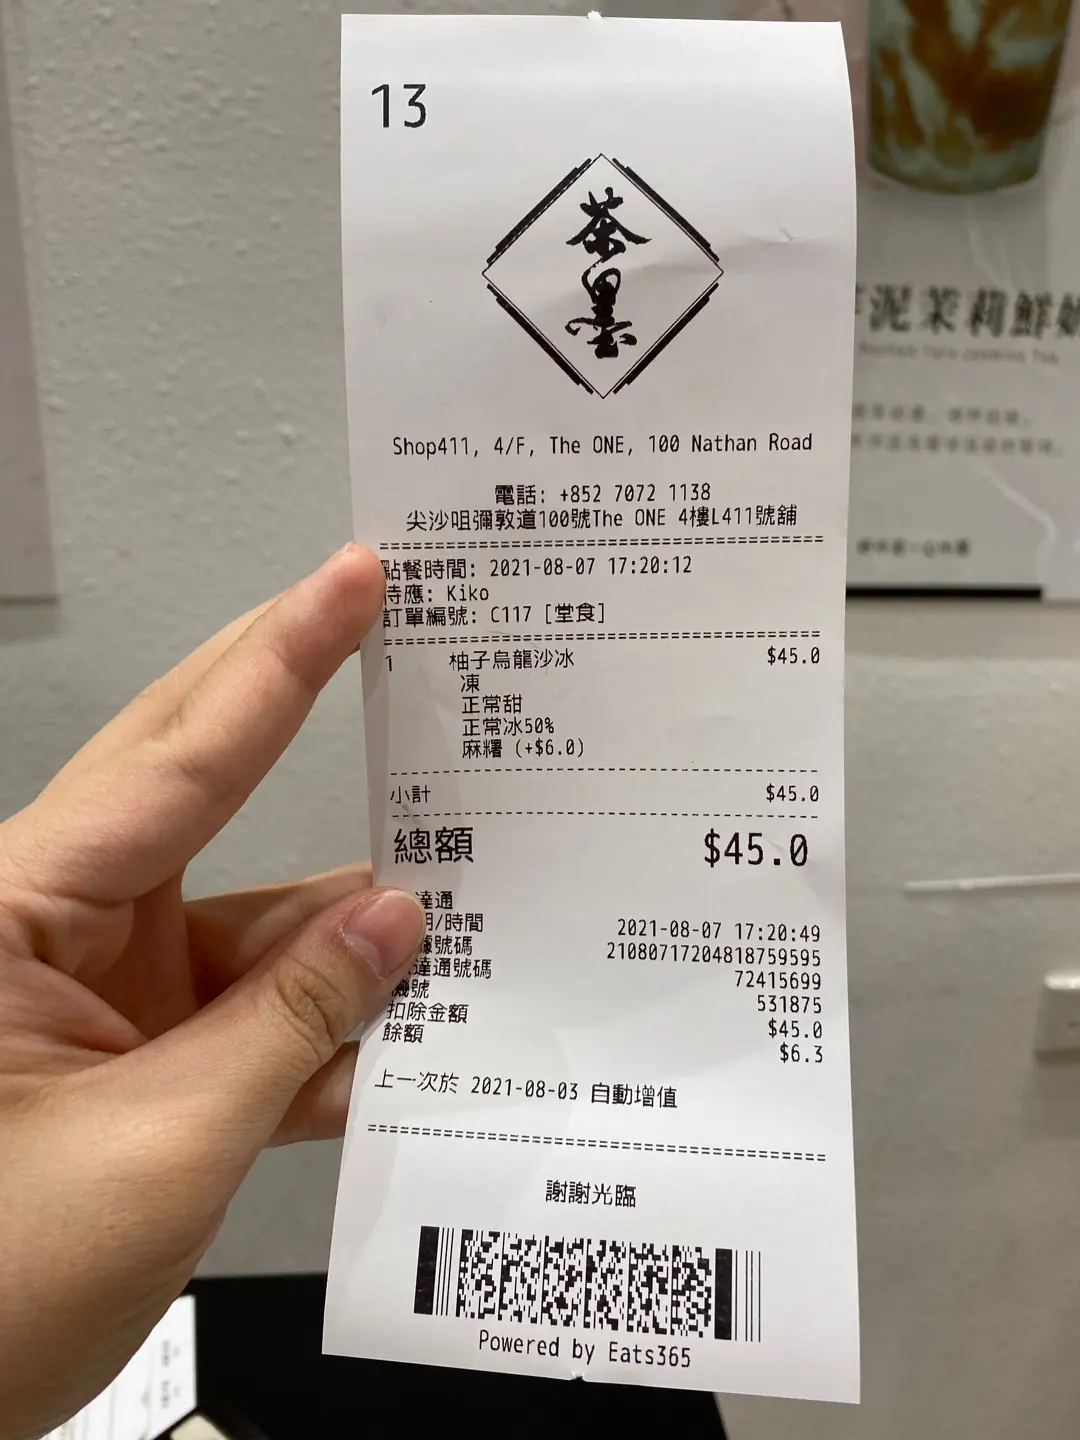 13
茶
墨
Shop411, 4/F, The ONE, 100 Nathan Road
電話: +852 7072 1138
尖沙咀彌敦道100號The ONE 4樓L411號舖
點餐時間: 2021-08-07 17:20:12
侍應: Kiko
訂單編號: C117 [堂食]
1 柚子烏龍沙冰 $45.0
凍
正常甜
正常冰50%
麻糬 (+$6.0)
小計 $45.0
總額 $45.0
達通
/時間 2021-08-07 17:20:49
據號碼 21080717204818759595
達通號碼 72415699
機號 531875
扣除金額 $45.0
餘額 $6.3
上一次於 2021-08-03 自動增值
謝謝光臨
Powered by Eats365
泥茉莉鮮